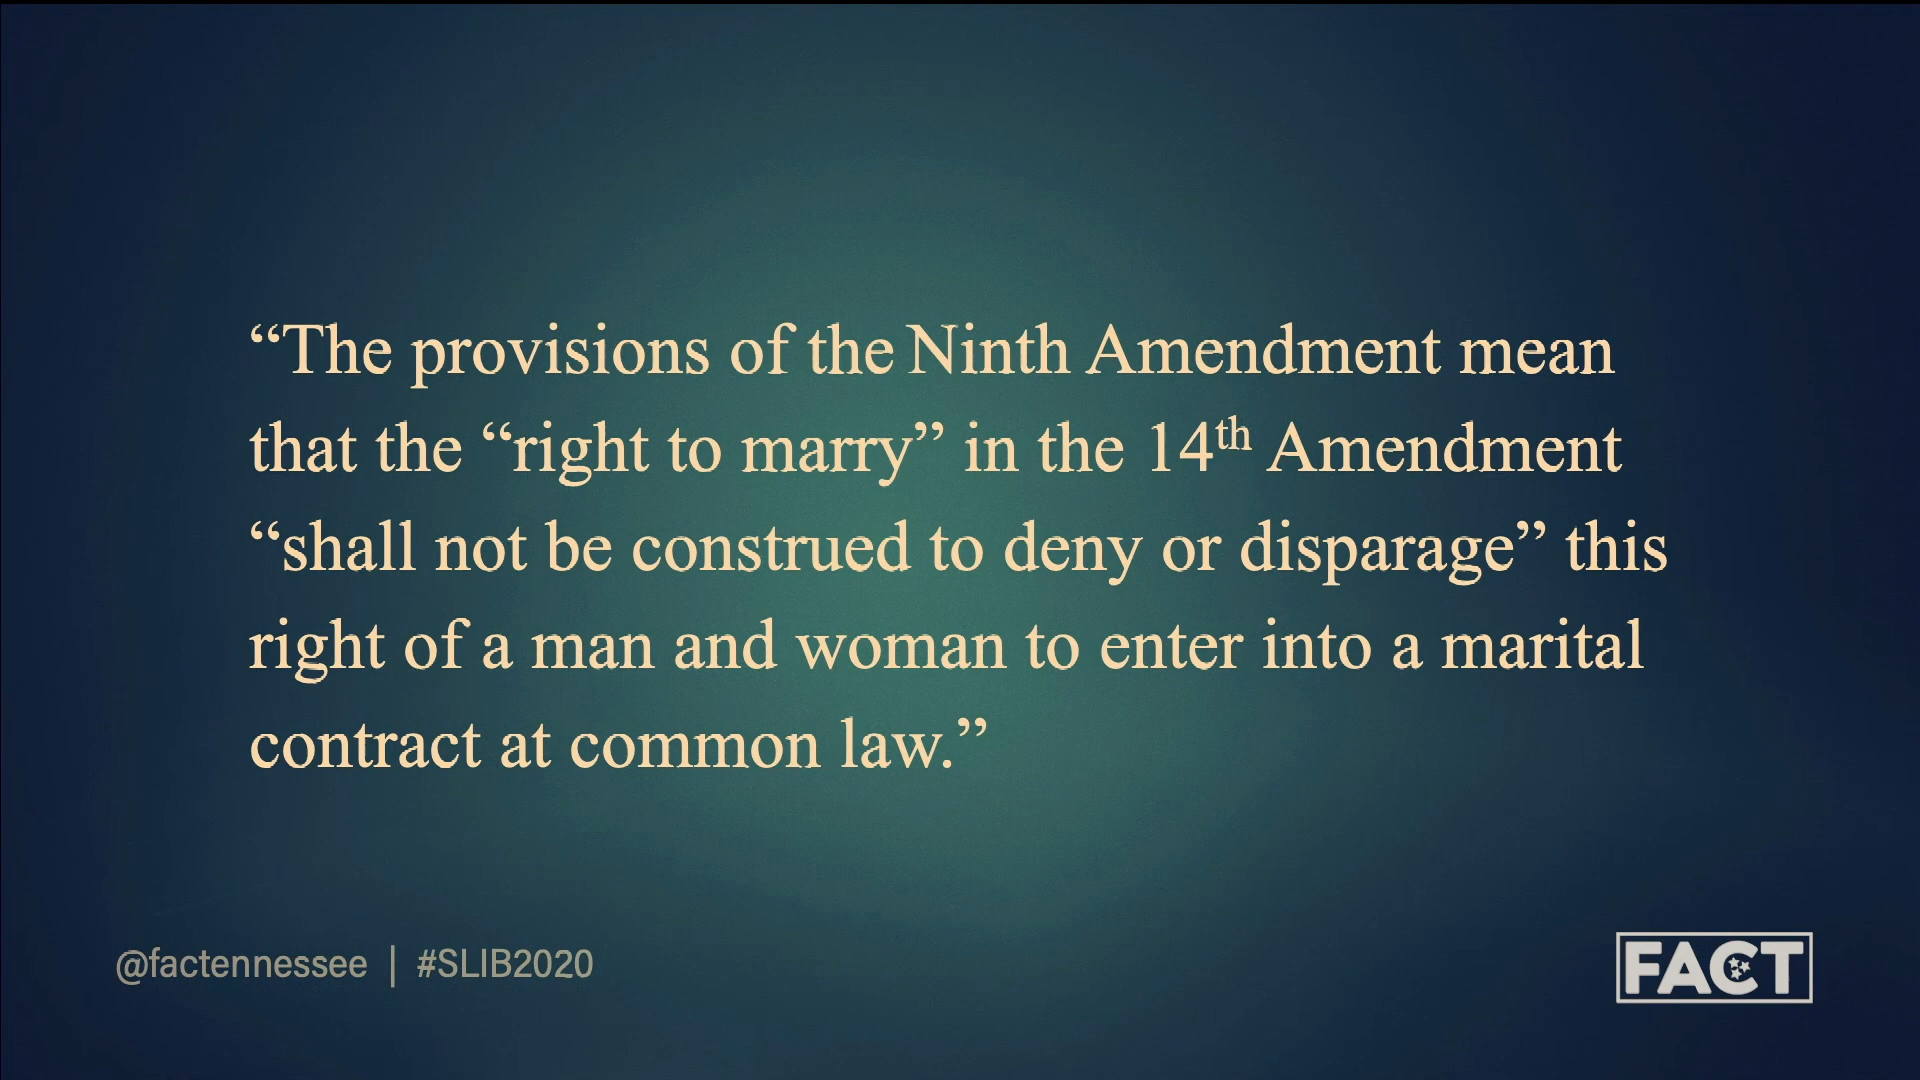 “The provisions of the Ninth Amendment mean
that the “right to marry” in the 14th Amendment
“shall not be construed to deny or disparage” this
right of a man and woman to enter into a marital
contract at common law.”
@factennessee | #SLIB2020
FACT